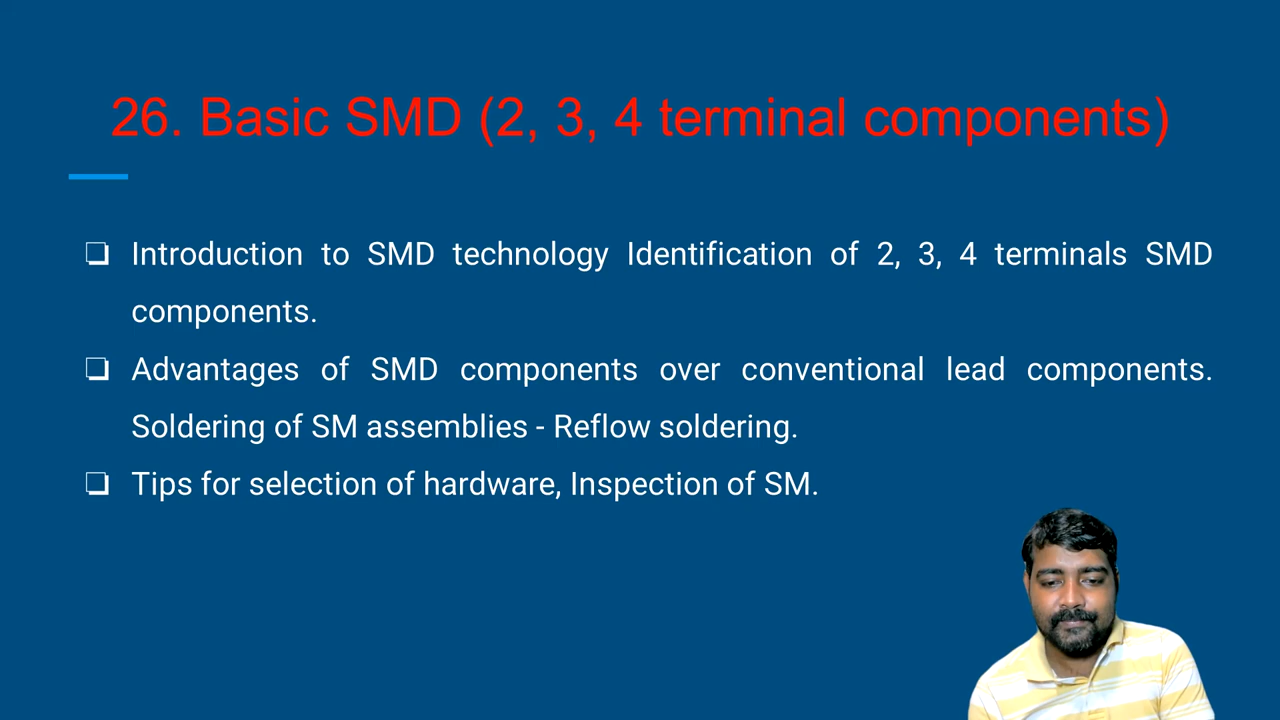 26. Basic SMD (2, 3, 4 terminal components)
❏ Introduction to SMD technology Identification of 2, 3, 4 terminals SMD
components.
❏ Advantages of SMD components over conventional lead components.
Soldering of SM assemblies - Reflow soldering.
❏ Tips for selection of hardware, Inspection of SM.